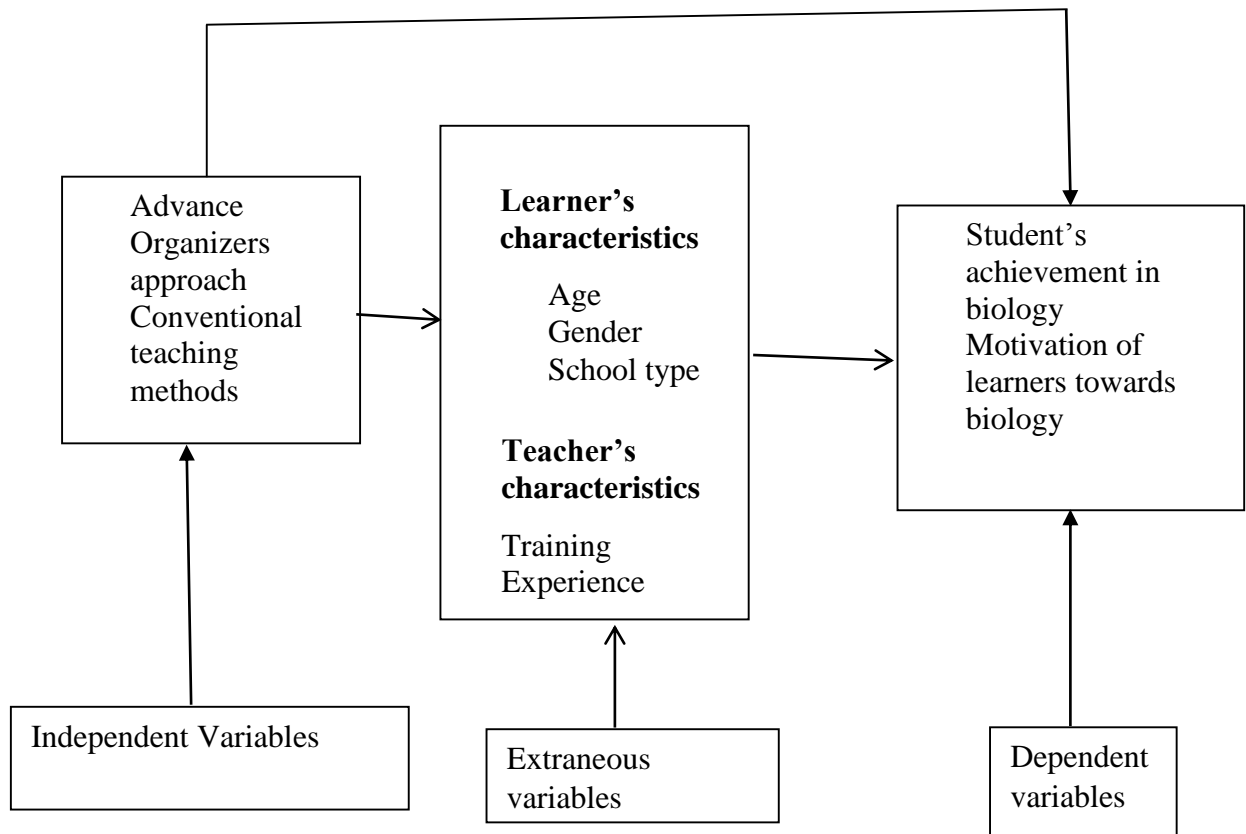 Advance
Organizers
approach
Conventional
teaching
methods
Learner’s
characteristics
Age
Gender
School type
Teacher’s
characteristics
Training
Experience
Student’s
achievement in
biology
Motivation of
learners towards
biology
Independent Variables
Extraneous
variables
Dependent
variables